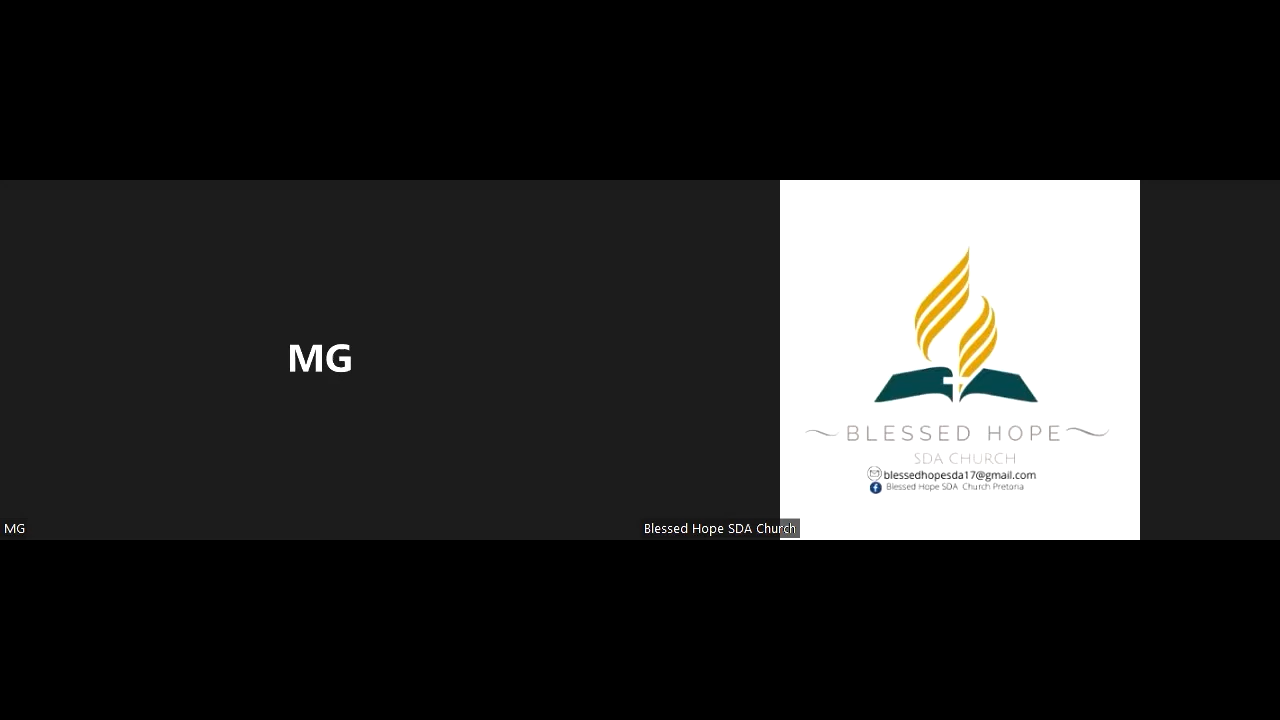 MG
MG
BLESSED HOPE
SDA CHURCH
blessedhopesda17@gmail.com
Blessed Hope SDA Church Pretoria
Blessed Hope SDA Church